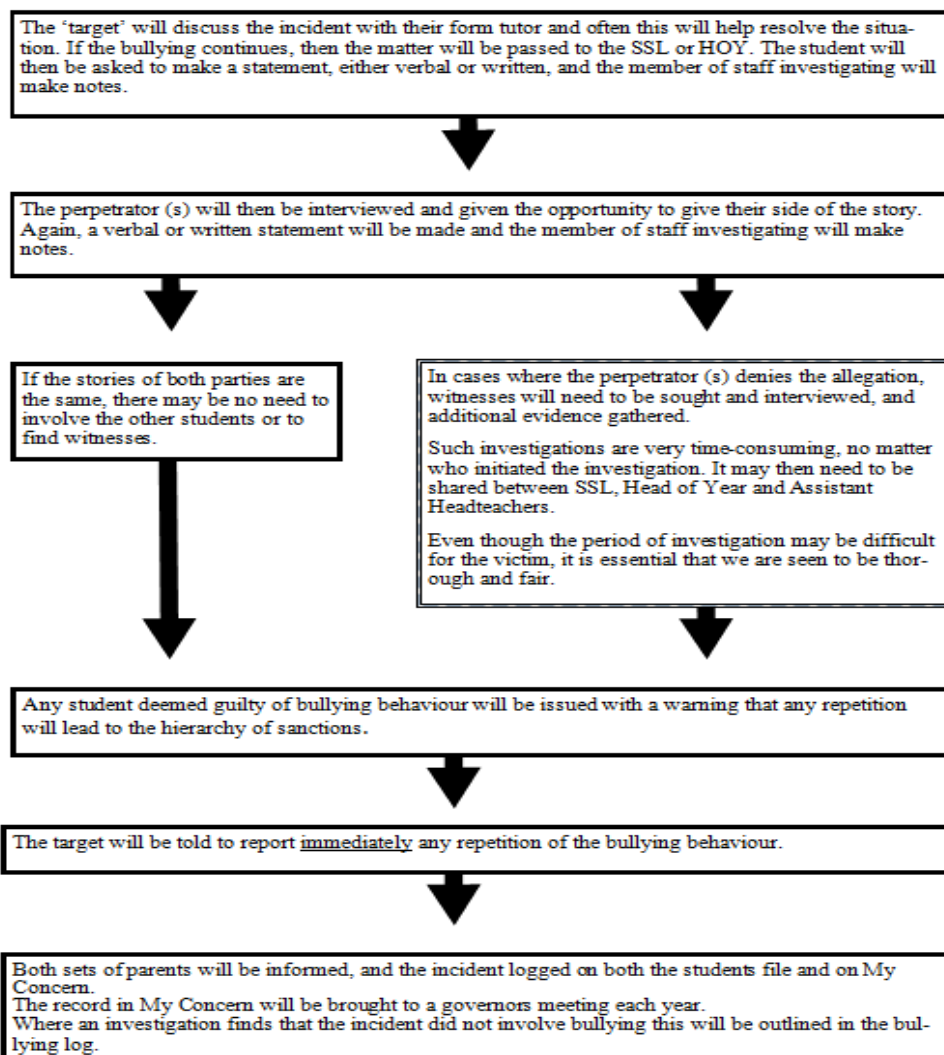 The ‘target’ will discuss the incident with their form tutor and often this will help resolve the situa-
tion. If the bullying continues, then the matter will be passed to the SSL or HOY. The student will
then be asked to make a statement, either verbal or written, and the member of staff investigating will
make notes.
The perpetrator (s) will then be interviewed and given the opportunity to give their side of the story.
Again, a verbal or written statement will be made and the member of staff investigating will make
notes.
If the stories of both parties are
the same, there may be no need to
involve the other students or to
find witnesses.
In cases where the perpetrator (s) denies the allegation,
witnesses will need to be sought and interviewed, and
additional evidence gathered.
Such investigations are very time-consuming, no matter
who initiated the investigation. It may then need to be
shared between SSL, Head of Year and Assistant
Headteachers.
Even though the period of investigation may be difficult
for the victim, it is essential that we are seen to be thor-
ough and fair.
Any student deemed guilty of bullying behaviour will be issued with a warning that any repetition
will lead to the hierarchy of sanctions.
The target will be told to report immediately any repetition of the bullying behaviour.
Both sets of parents will be informed, and the incident logged on both the students file and on My
Concern.
The record in My Concern will be brought to a governors meeting each year.
Where an investigation finds that the incident did not involve bullying this will be outlined in the bul-
lying log.